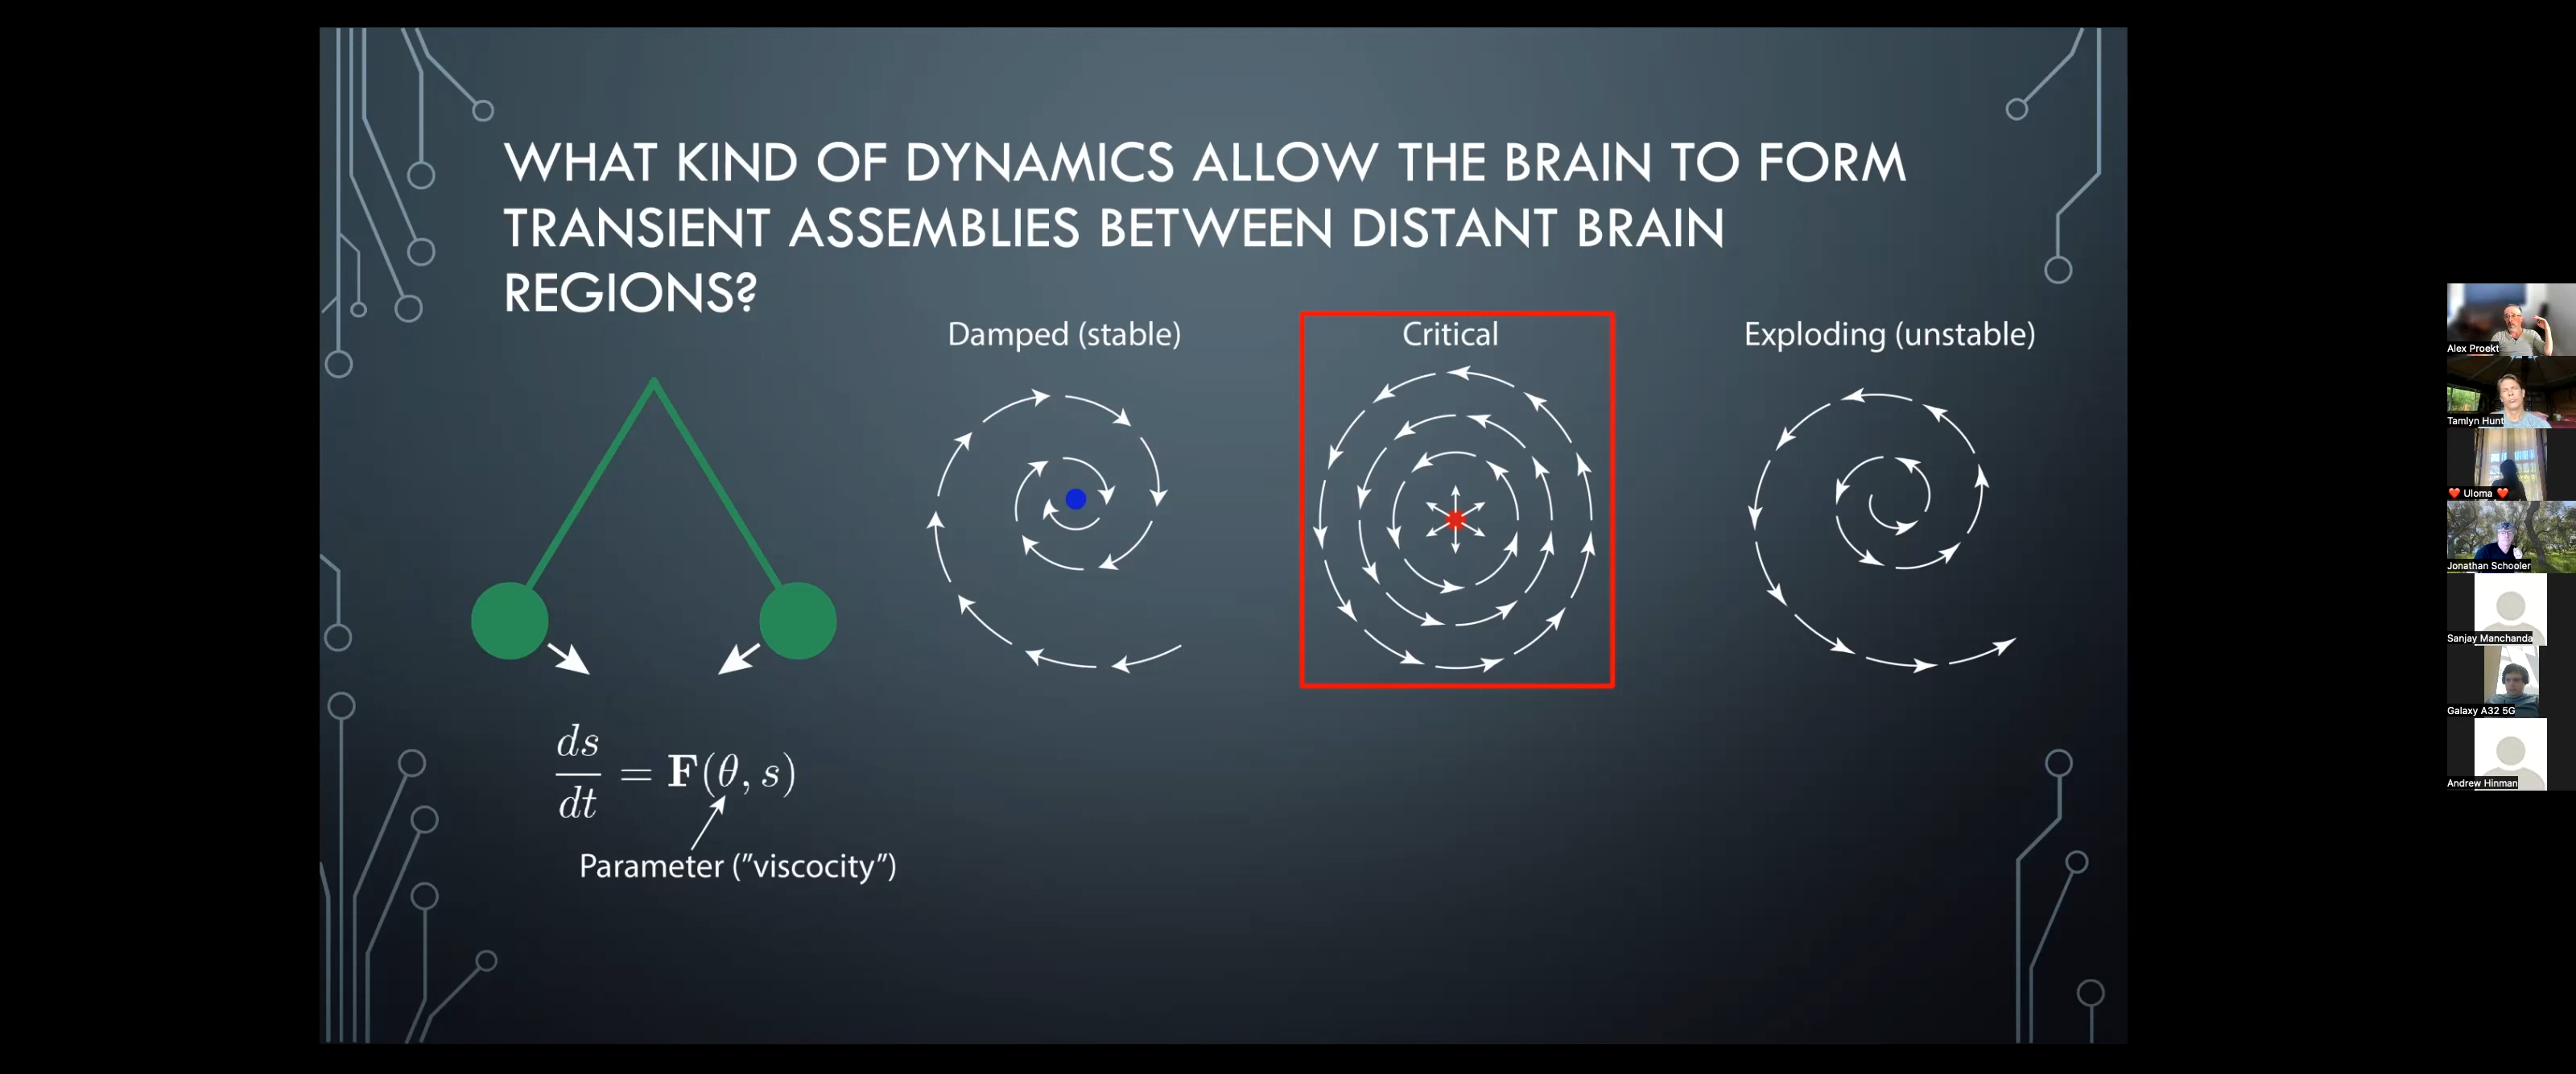 WHAT KIND OF DYNAMICS ALLOW THE BRAIN TO FORM
TRANSIENT ASSEMBLIES BETWEEN DISTANT BRAIN
REGIONS?
Damped (stable)
Critical
Exploding (unstable)
ds/dt = F(θ, s)
Parameter (”viscocity”)
Alex Proekt
Tamlyn Hunt
❤️ Uloma ❤️
Jonathan Schooler
Sanjay Manchanda
Galaxy A32 5G
Andrew Hinman